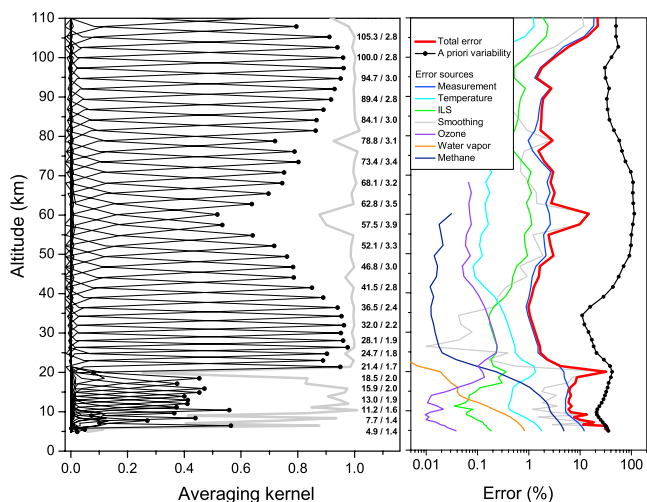 110
100
90
80
70
60
50
40
30
20
10
0
Altitude (km)
105.3 / 2.8
100.0 / 2.8
94.7 / 3.0
89.4 / 2.8
84.1 / 3.0
78.8 / 3.1
73.4 / 3.4
68.1 / 3.2
62.8 / 3.5
57.5 / 3.9
52.1 / 3.3
46.8 / 3.0
41.5 / 2.8
36.5 / 2.4
32.0 / 2.2
28.1 / 1.9
24.7 / 1.8
21.4 / 1.7
18.5 / 2.0
15.9 / 2.0
13.0 / 1.9
11.2 / 1.6
7.7 / 1.4
4.9 / 1.4
0.0 0.2 0.4 0.6 0.8 1.0
Averaging kernel
Total error
A priori variability
Error sources
Measurement
Temperature
ILS
Smoothing
Ozone
Water vapor
Methane
0.01 0.1 1 10 100
Error (%)